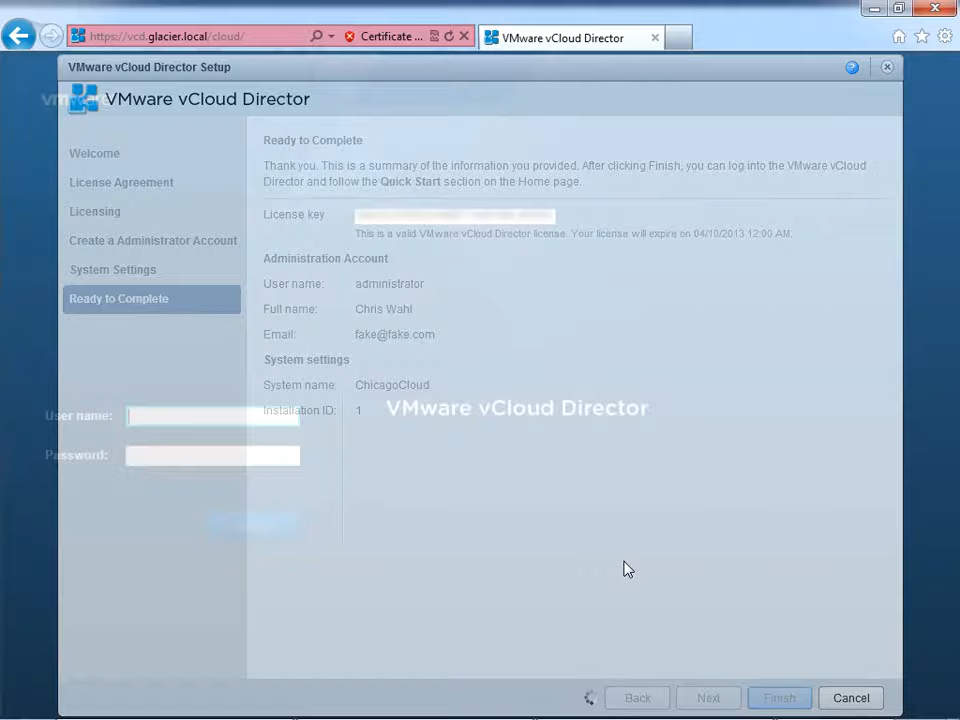 https://vcd.glacier.local/cloud/
Certificate ...
VMware vCloud Director
VMware vCloud Director Setup
vmware
VMware vCloud Director
Welcome
License Agreement
Licensing
Create a Administrator Account
System Settings
Ready to Complete
Ready to Complete
Thank you. This is a summary of the information you provided. After clicking Finish, you can log into the VMware vCloud
Director and follow the Quick Start section on the Home page.
License key
This is a valid VMware vCloud Director license. Your license will expire on 04/10/2013 12:00 AM.
Administration Account
User name: administrator
Full name: Chris Wahl
Email: fake@fake.com
System settings
System name: ChicagoCloud
Installation ID: 1
VMware vCloud Director
User name:
Password:
Back
Next
Finish
Cancel